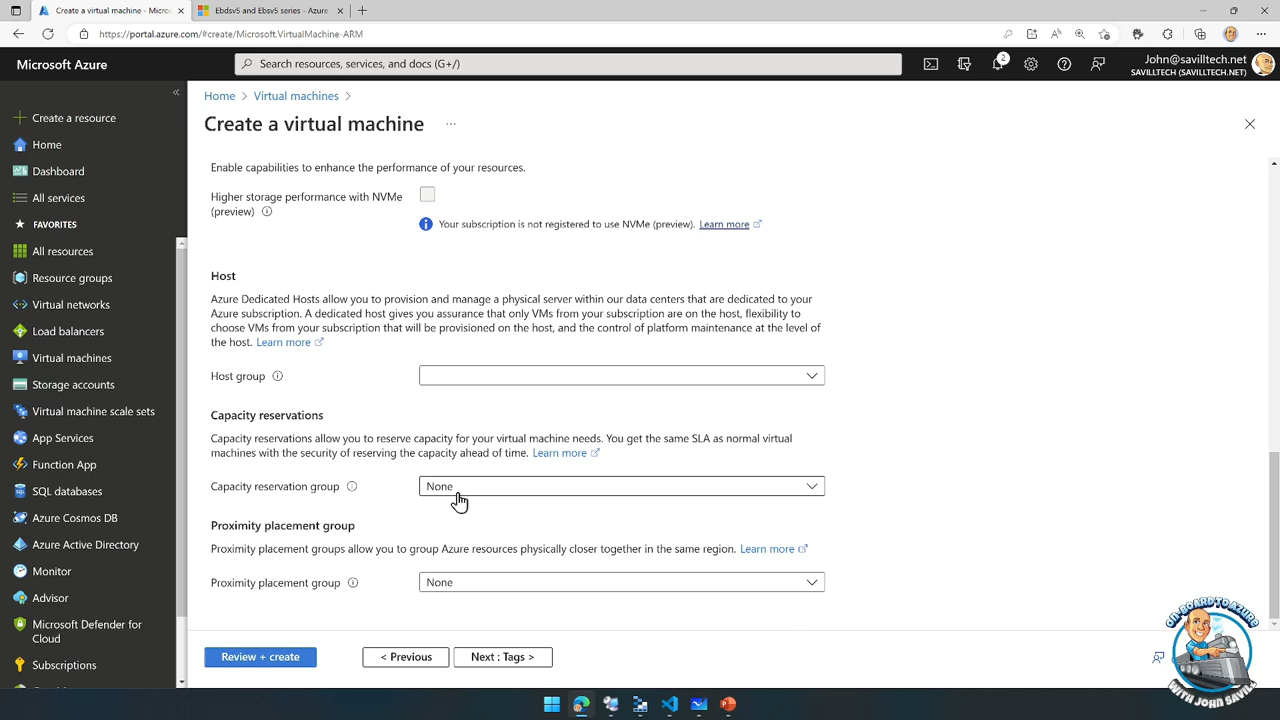 Create a virtual machine - Micros
Ebdsv5 and Ebsv5 series - Azure
https://portal.azure.com/#create/Microsoft.VirtualMachine-ARM
Microsoft Azure
Search resources, services, and docs (G+/)
2
John@savilltech.net
SAVILLTECH (SAVILLTECH.NET)
Create a resource
Home
Dashboard
All services
FAVORITES
All resources
Resource groups
Virtual networks
Load balancers
Virtual machines
Storage accounts
Virtual machine scale sets
App Services
Function App
SQL databases
Azure Cosmos DB
Azure Active Directory
Monitor
Advisor
Microsoft Defender for
Cloud
Subscriptions
Home > Virtual machines >
Create a virtual machine ...
Enable capabilities to enhance the performance of your resources.
Higher storage performance with NVMe
(preview)
Your subscription is not registered to use NVMe (preview). Learn more
Host
Azure Dedicated Hosts allow you to provision and manage a physical server within our data centers that are dedicated to your
Azure subscription. A dedicated host gives you assurance that only VMs from your subscription are on the host, flexibility to
choose VMs from your subscription that will be provisioned on the host, and the control of platform maintenance at the level of
the host. Learn more
Host group
Capacity reservations
Capacity reservations allow you to reserve capacity for your virtual machine needs. You get the same SLA as normal virtual
machines with the security of reserving the capacity ahead of time. Learn more
Capacity reservation group
None
Proximity placement group
Proximity placement groups allow you to group Azure resources physically closer together in the same region. Learn more
Proximity placement group
None
Review + create
< Previous
Next : Tags >
ON-BOARD TO AZURE
WITH JOHN SAVILL